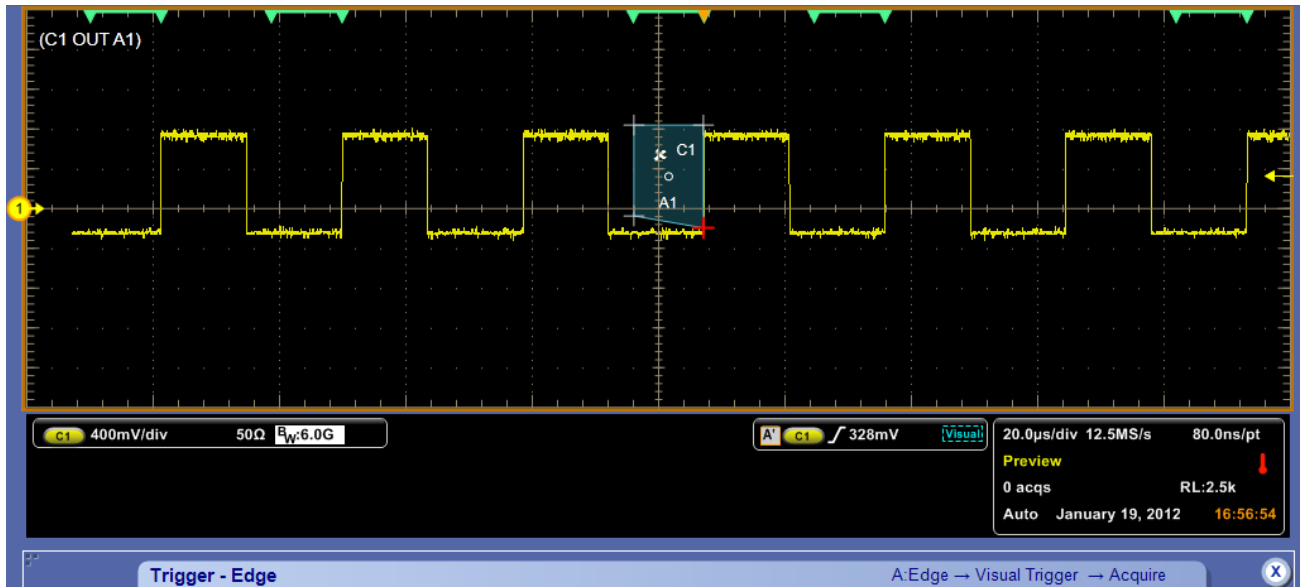 (C1 OUT A1)
C1
A1
1
C1 400mV/div 50Ω BW:6.0G
A' C1 328mV Visual
20.0µs/div 12.5MS/s 80.0ns/pt
Preview
0 acqs RL:2.5k
Auto January 19, 2012 16:56:54
Trigger - Edge A:Edge → Visual Trigger → Acquire X